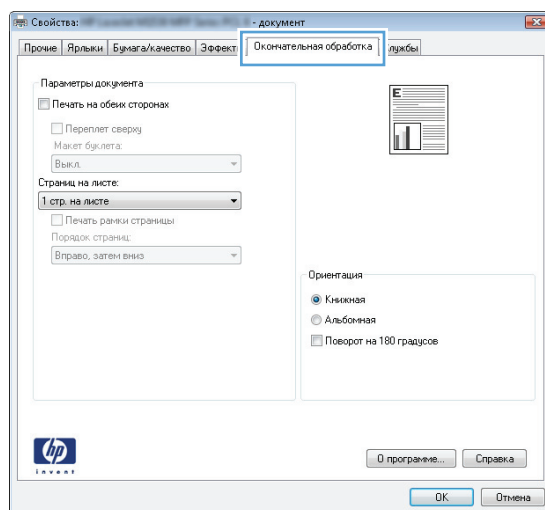 Свойства: - документ
Прочие Ярлыки Бумага/качество Эффект Окончательная обработка лужбы
Параметры документа
Печать на обеих сторонах
Переплет сверху
Макет буклета:
Выкл.
Страниц на листе:
1 стр. на листе
Печать рамки страницы
Порядок страниц:
Вправо, затем вниз
E
Ориентация
Книжная
Альбомная
Поворот на 180 градусов
hp
invent
О программе... Справка
OK Отмена